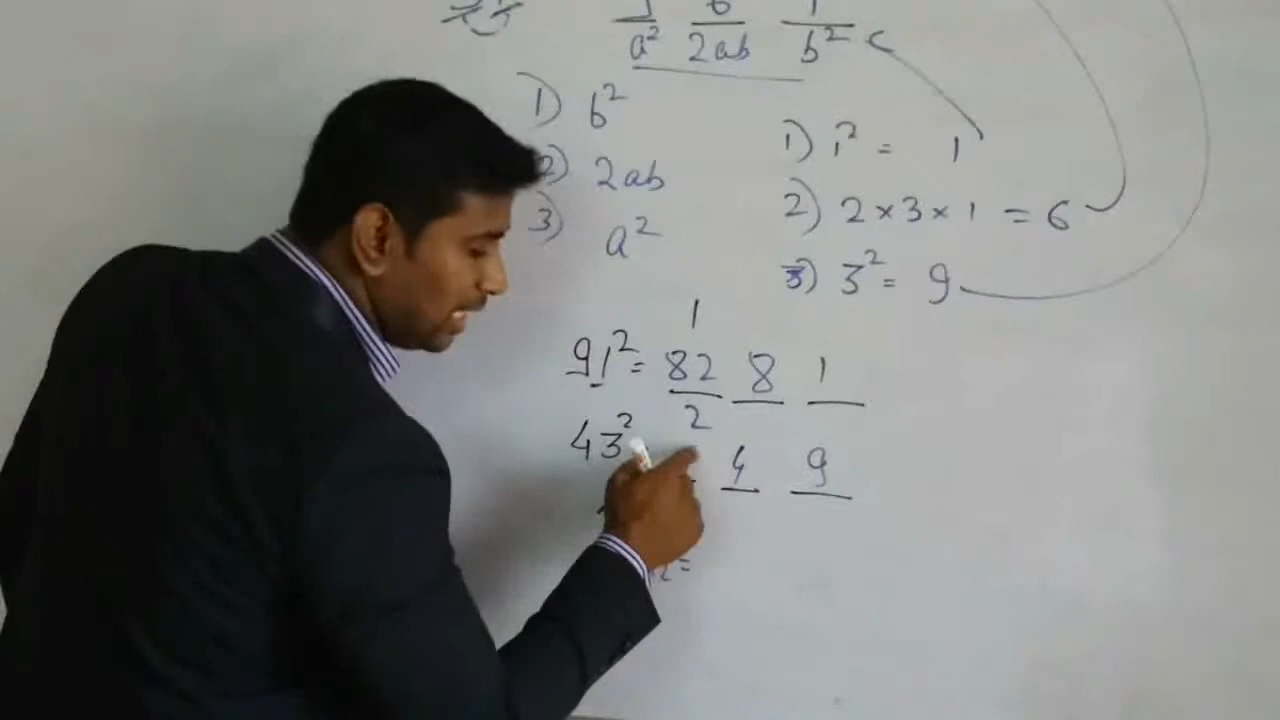 a² 2ab b²
1) b²
2) 2ab
3) a²
1) 1² = 1
2) 2×3×1 = 6
3) 3² = 9
1
91² = 82 8 1
2
43² 4 9
2 =